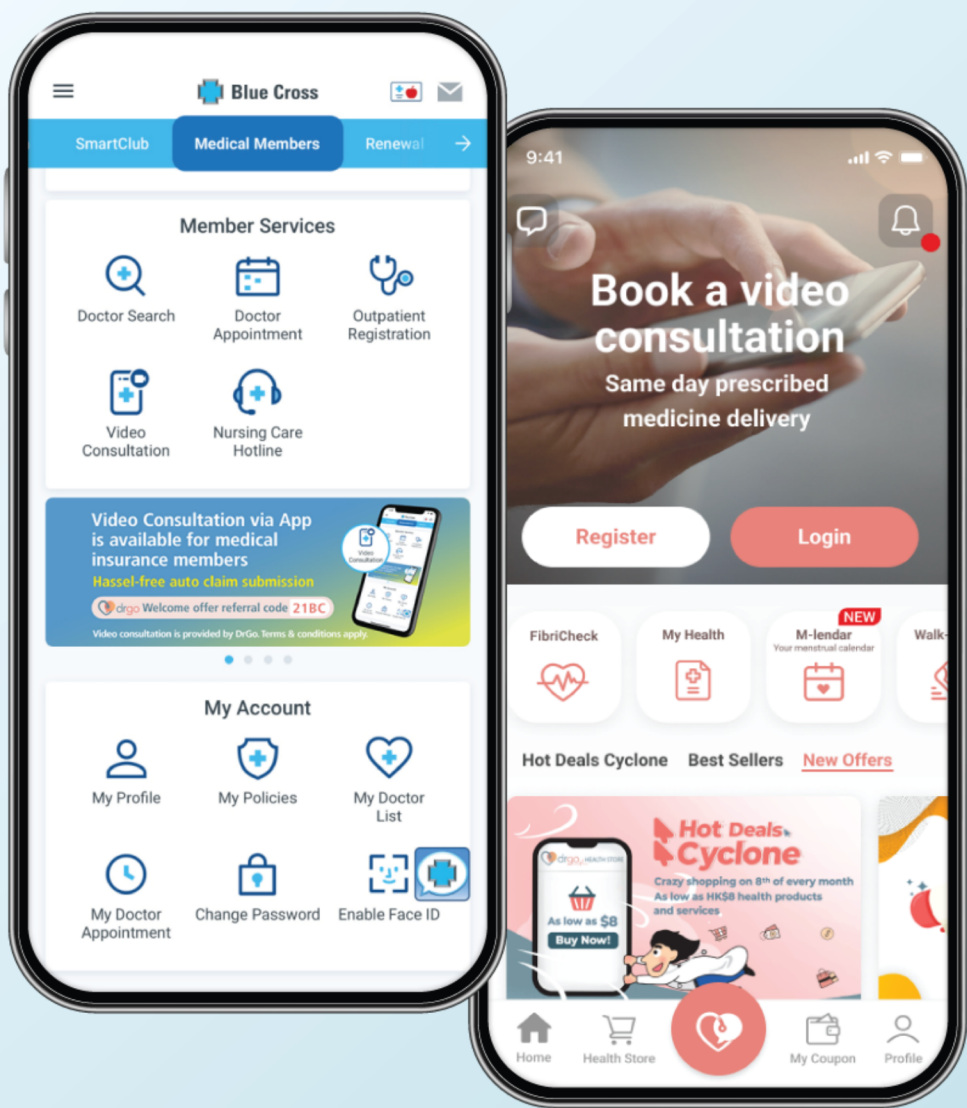 Blue Cross
SmartClub
Medical Members
Renewal
Member Services
Doctor Search
Doctor
Appointment
Outpatient
Registration
Video
Consultation
Nursing Care
Hotline
Video Consultation via App
is available for medical
insurance members
Hassel-free auto claim submission
drgo Welcome offer referral code 21BC
Video consultation is provided by DrGo. Terms & conditions apply.
Video
Consultation
My Account
My Profile
My Policies
My Doctor
List
My Doctor
Appointment
Change Password
Enable Face ID
9:41
Book a video
consultation
Same day prescribed
medicine delivery
Register
Login
FibriCheck
My Health
NEW
M-lendar
Your menstrual calendar
Walk-
Hot Deals Cyclone
Best Sellers
New Offers
drgo HEALTH STORE
As low as $8
Buy Now!
Hot Deals
Cyclone
Crazy shopping on 8th of every month
As low as HK$8 health products
and services
Home
Health Store
My Coupon
Profile